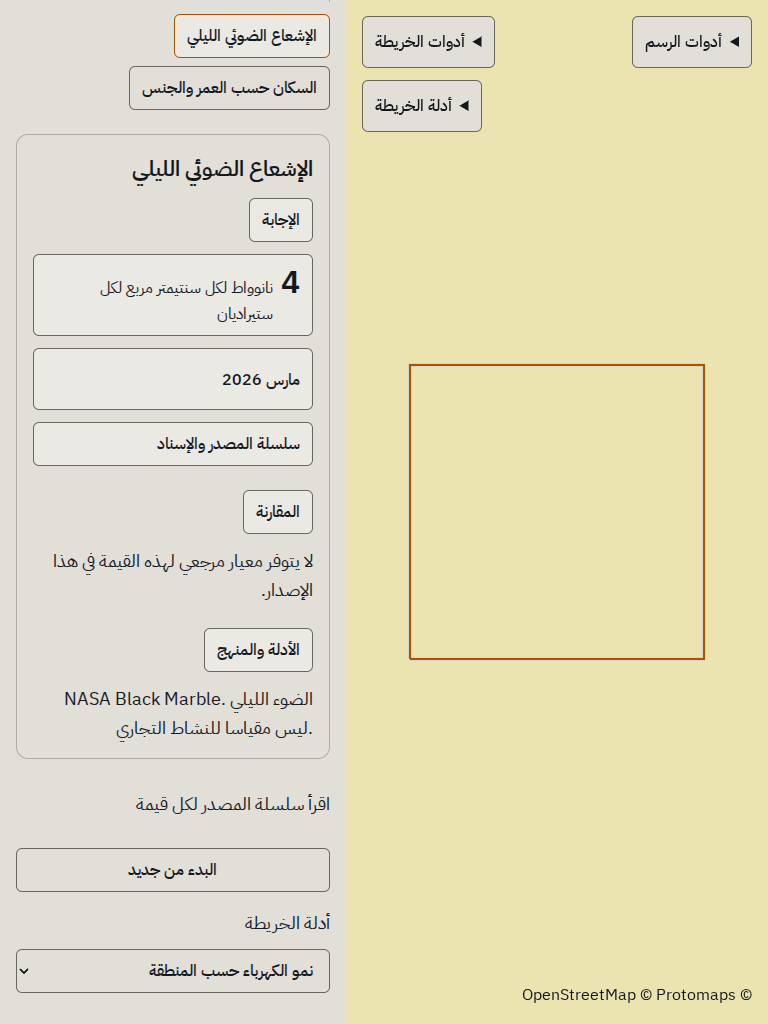 الإشعاع الضوئي الليلي
السكان حسب العمر والجنس
الإشعاع الضوئي الليلي
الإجابة
4 نانوواط لكل سنتيمتر مربع لكل
ستيراديان
مارس 2026
سلسلة المصدر والإسناد
المقارنة
لا يتوفر معيار مرجعي لهذه القيمة في هذا
الإصدار.
الأدلة والمنهج
الضوء الليلي .NASA Black Marble
.ليس مقياسا للنشاط التجاري
اقرأ سلسلة المصدر لكل قيمة
البدء من جديد
أدلة الخريطة
نمو الكهرباء حسب المنطقة
أدوات الرسم
أدوات الخريطة
أدلة الخريطة
OpenStreetMap © Protomaps ©